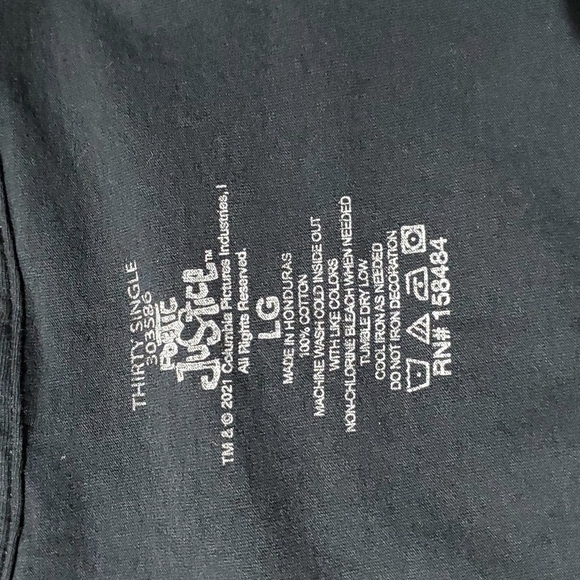 THIRTY SINGLE
303586
POETIC
JUSTICE™
TM & © 2021 Columbia Pictures Industries, I
All Rights Reserved.
LG
MADE IN HONDURAS
100% COTTON
MACHINE WASH COLD INSIDE OUT
WITH LIKE COLORS
NON-CHLORINE BLEACH WHEN NEEDED
TUMBLE DRY LOW
COOL IRON AS NEEDED
DO NOT IRON DECORATION
RN# 158484